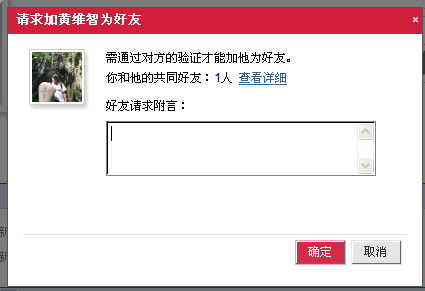 请求加黄维智为好友
需通过对方的验证才能加他为好友。
你和他的共同好友：1人 查看详细
好友请求附言：
确定 取消
新
新